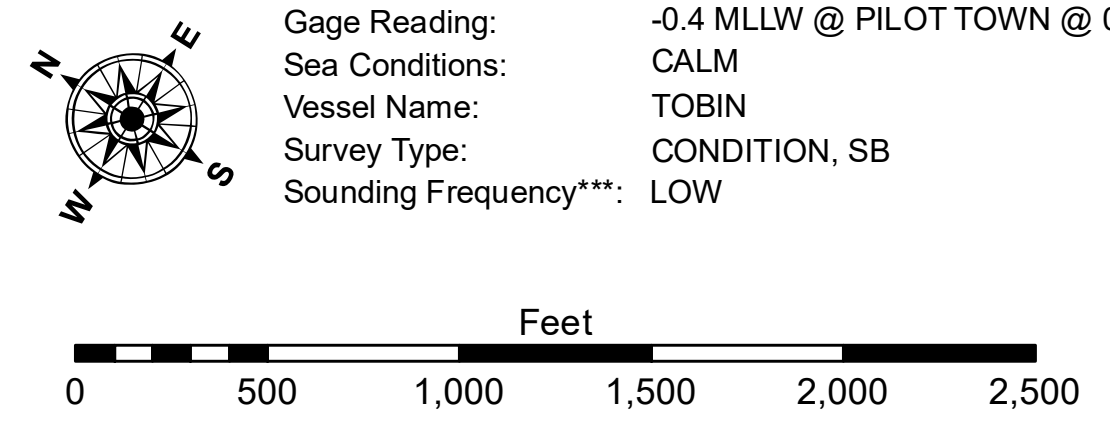 N
E
S
W
Gage Reading: -0.4 MLLW @ PILOT TOWN @
Sea Conditions: CALM
Vessel Name: TOBIN
Survey Type: CONDITION, SB
Sounding Frequency***: LOW
Feet
0 500 1,000 1,500 2,000 2,500